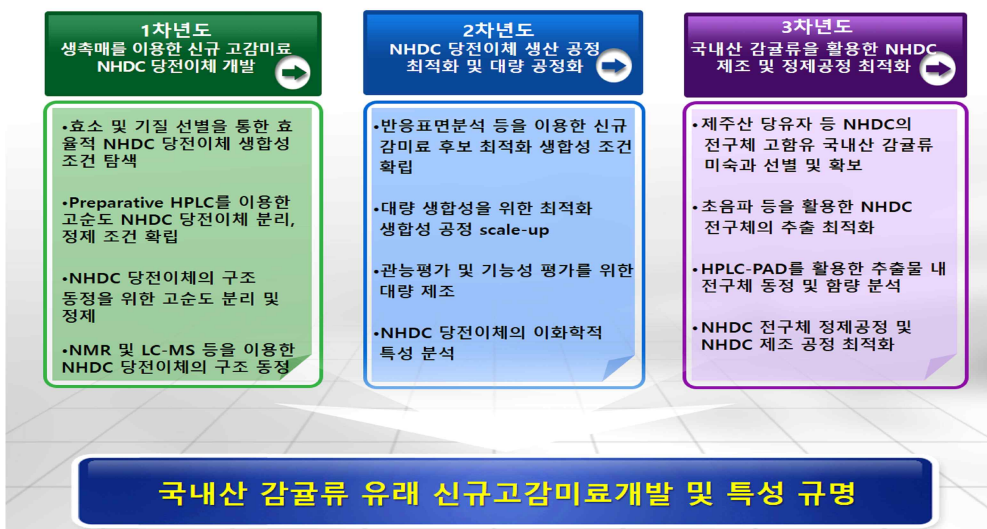 1차년도
생촉매를 이용한 신규 고감미료
NHDC 당전이체 개발
•효소 및 기질 선별을 통한 효
율적 NHDC 당전이체 생합성
조건 탐색
•Preparative HPLC를 이용한
고순도 NHDC 당전이체 분리,
정제 조건 확립
•NHDC 당전이체의 구조
동정을 위한 고순도 분리 및
정제
•NMR 및 LC-MS 등을 이용한
NHDC 당전이체의 구조 동정
2차년도
NHDC 당전이체 생산 공정
최적화 및 대량 공정화
•반응표면분석 등을 이용한 신규
감미료 후보 최적화 생합성 조건
확립
•대량 생합성을 위한 최적화
생합성 공정 scale-up
•관능평가 및 기능성 평가를 위한
대량 제조
•NHDC 당전이체의 이화학적
특성 분석
3차년도
국내산 감귤류을 활용한 NHDC
제조 및 정제공정 최적화
•제주산 당유자 등 NHDC의
전구체 고함유 국내산 감귤류
미숙과 선별 및 확보
•초음파 등을 활용한 NHDC
전구체의 추출 최적화
•HPLC-PAD를 활용한 추출물 내
전구체 동정 및 함량 분석
•NHDC 전구체 정제공정 및
NHDC 제조 공정 최적화
국내산 감귤류 유래 신규고감미료개발 및 특성 규명